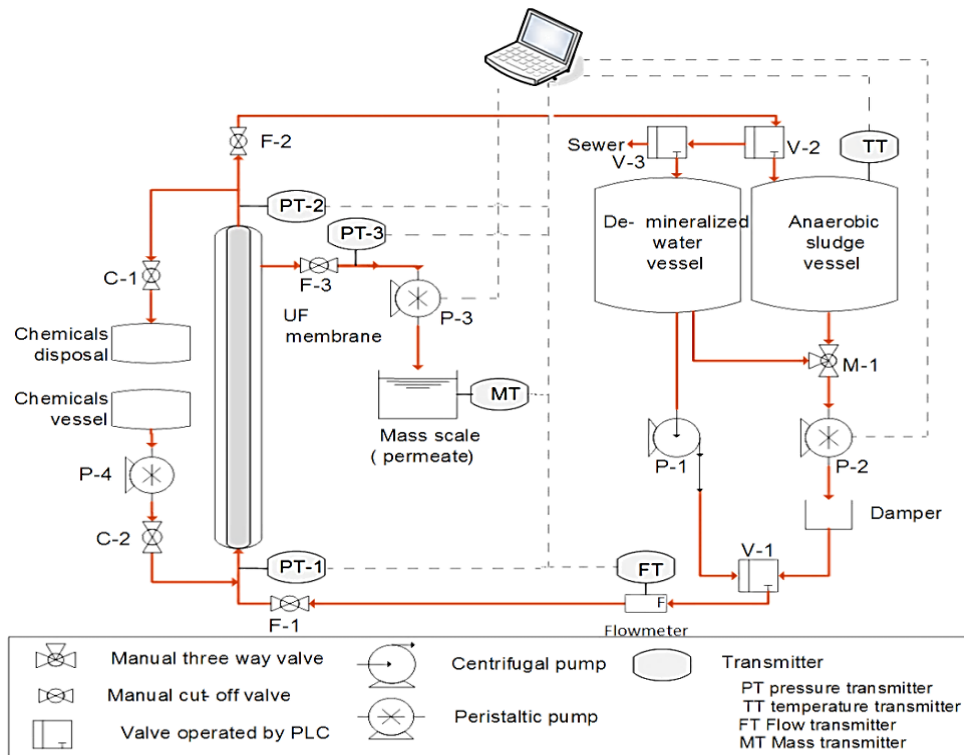 F-2
Sewer
V-3
V-2
TT
PT-2
De- mineralized
water
vessel
Anaerobic
sludge
vessel
PT-3
C-1
F-3
UF
membrane
P-3
Chemicals
disposal
M-1
Chemicals
vessel
MT
Mass scale
( permeate)
P-4
P-1
P-2
Damper
C-2
V-1
PT-1
FT
F
F-1
Flowmeter
Manual three way valve
Manual cut- off valve
Valve operated by PLC
Centrifugal pump
Peristaltic pump
Transmitter
PT pressure transmitter
TT temperature transmitter
FT Flow transmitter
MT Mass transmitter